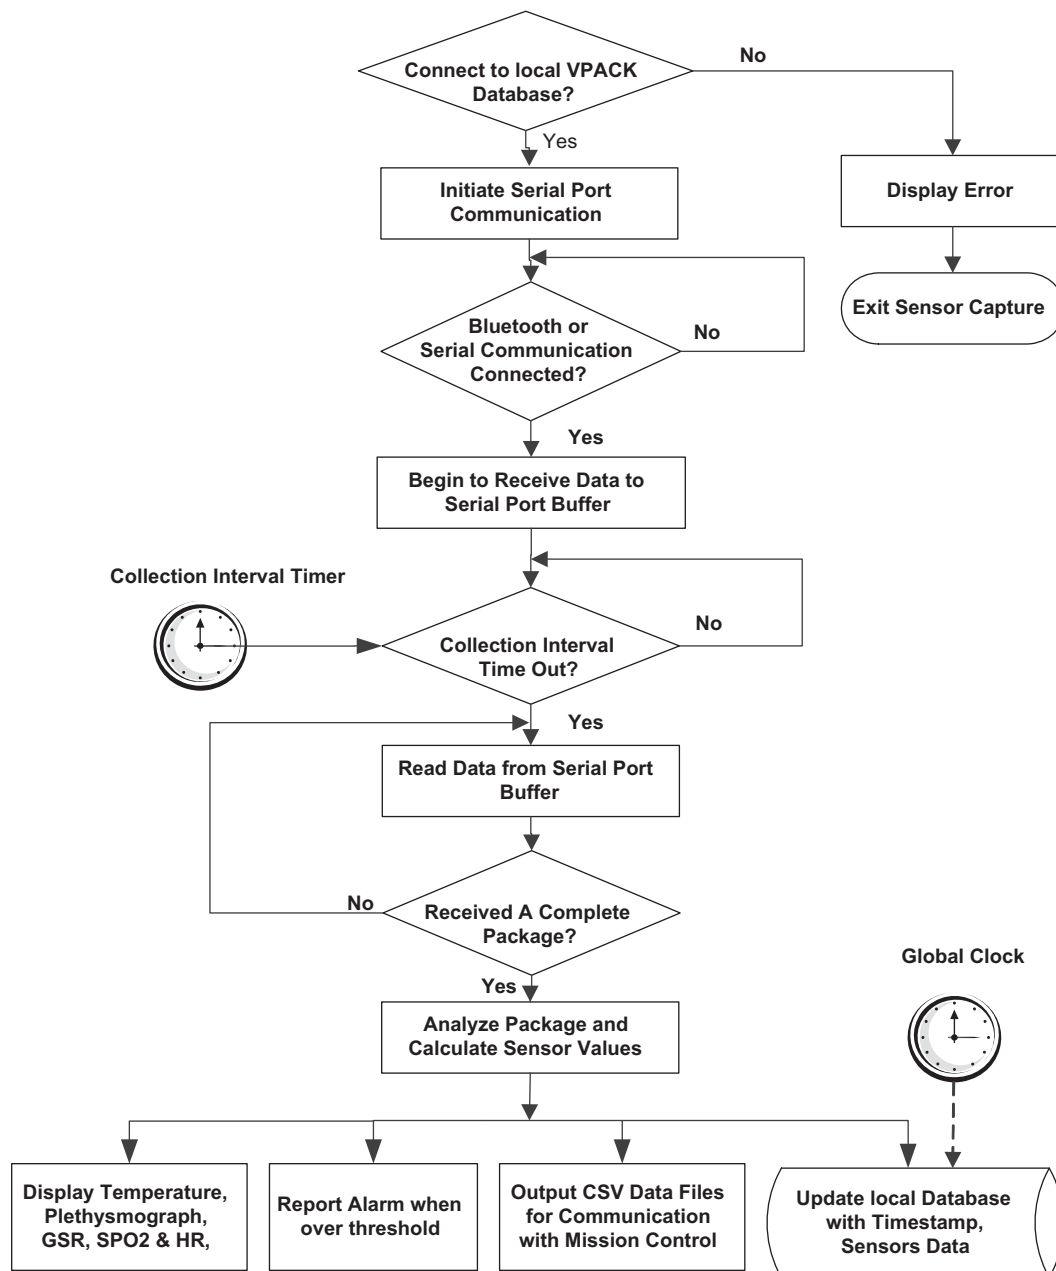 Connect to local VPACK
Database?
No
Yes
Initiate Serial Port
Communication
Display Error
Exit Sensor Capture
Bluetooth or
Serial Communication
Connected?
No
Yes
Begin to Receive Data to
Serial Port Buffer
Collection Interval Timer
Collection Interval
Time Out?
No
Yes
Read Data from Serial Port
Buffer
Received A Complete
Package?
No
Yes
Global Clock
Analyze Package and
Calculate Sensor Values
Display Temperature,
Plethysmograph,
GSR, SPO2 & HR,
Report Alarm when
over threshold
Output CSV Data Files
for Communication
with Mission Control
Update local Database
with Timestamp,
Sensors Data